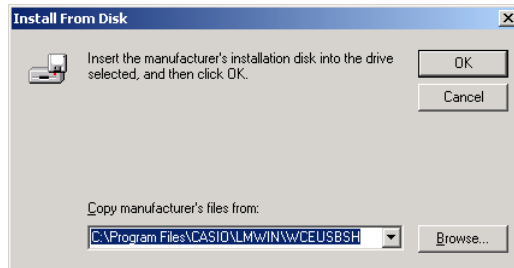 Install From Disk
Insert the manufacturer's installation disk into the drive
selected, and then click OK.
OK
Cancel
Copy manufacturer's files from:
C:\Program Files\CASIO\LMWIN\WCEUSBSH
Browse...